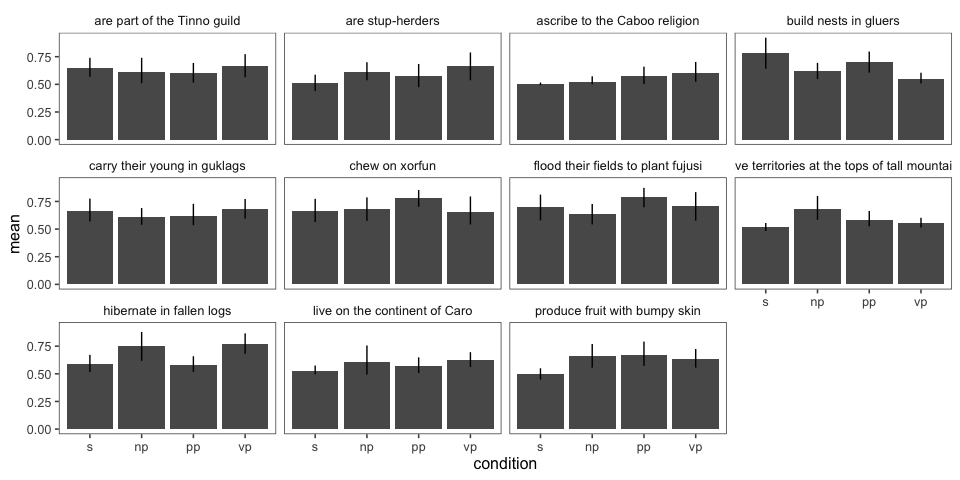 are part of the Tinno guild
are stup-herders
ascribe to the Caboo religion
build nests in gluers
0.75
0.50
0.25
0.00
carry their young in guklags
chew on xorfun
flood their fields to plant fujusi
ve territories at the tops of tall mountai
0.75
0.50
0.25
0.00
mean
s np pp vp
hibernate in fallen logs
live on the continent of Caro
produce fruit with bumpy skin
0.75
0.50
0.25
0.00
s np pp vp
s np pp vp
s np pp vp
condition